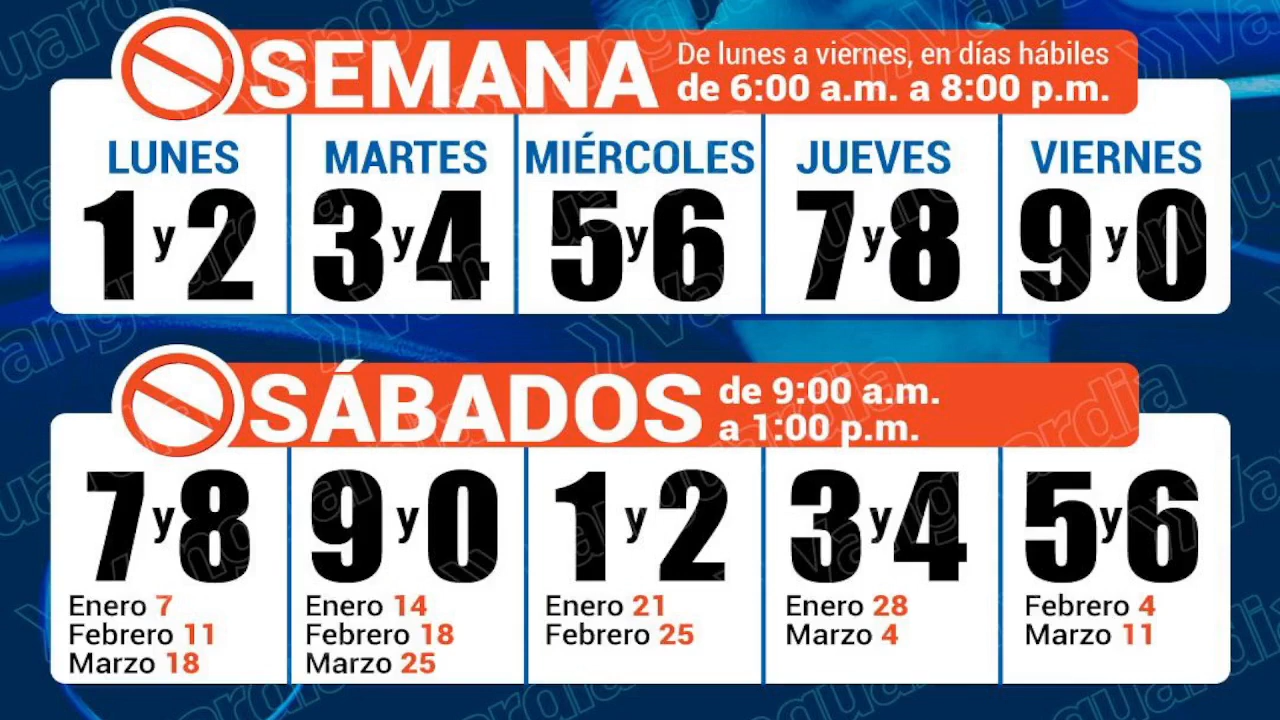 SEMANA
De lunes a viernes, en días hábiles
de 6:00 a.m. a 8:00 p.m.
LUNES
1 y 2
MARTES
3 y 4
MIÉRCOLES
5 y 6
JUEVES
7 y 8
VIERNES
9 y 0
SÁBADOS
de 9:00 a.m.
a 1:00 p.m.
7 y 8
Enero 7
Febrero 11
Marzo 18
9 y 0
Enero 14
Febrero 18
Marzo 25
1 y 2
Enero 21
Febrero 25
3 y 4
Enero 28
Marzo 4
5 y 6
Febrero 4
Marzo 11
Vanguardia